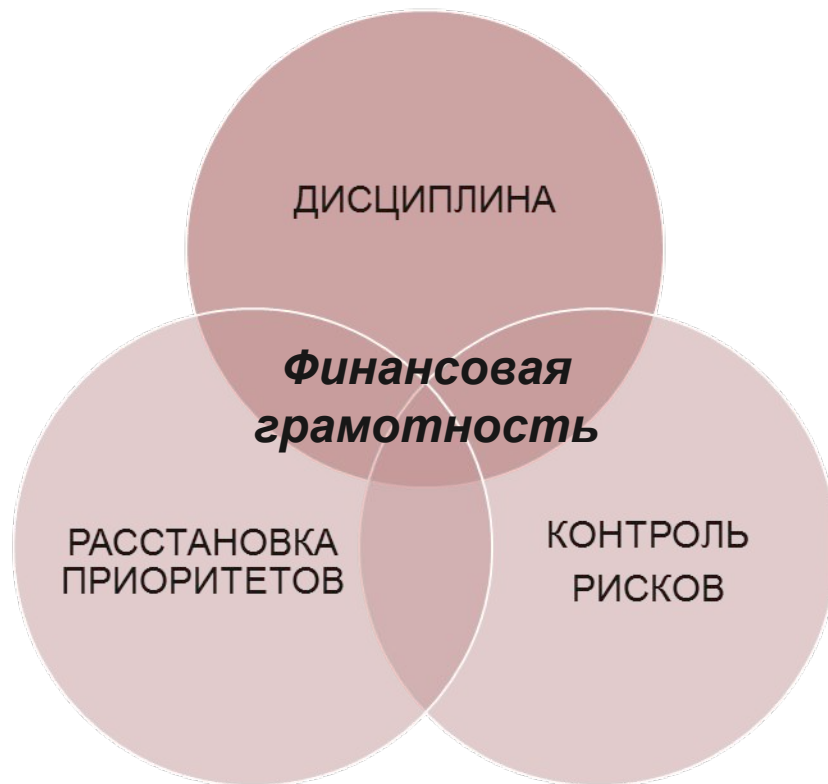 ДИСЦИПЛИНА
Финансовая
грамотность
РАССТАНОВКА
ПРИОРИТЕТОВ
КОНТРОЛЬ
РИСКОВ